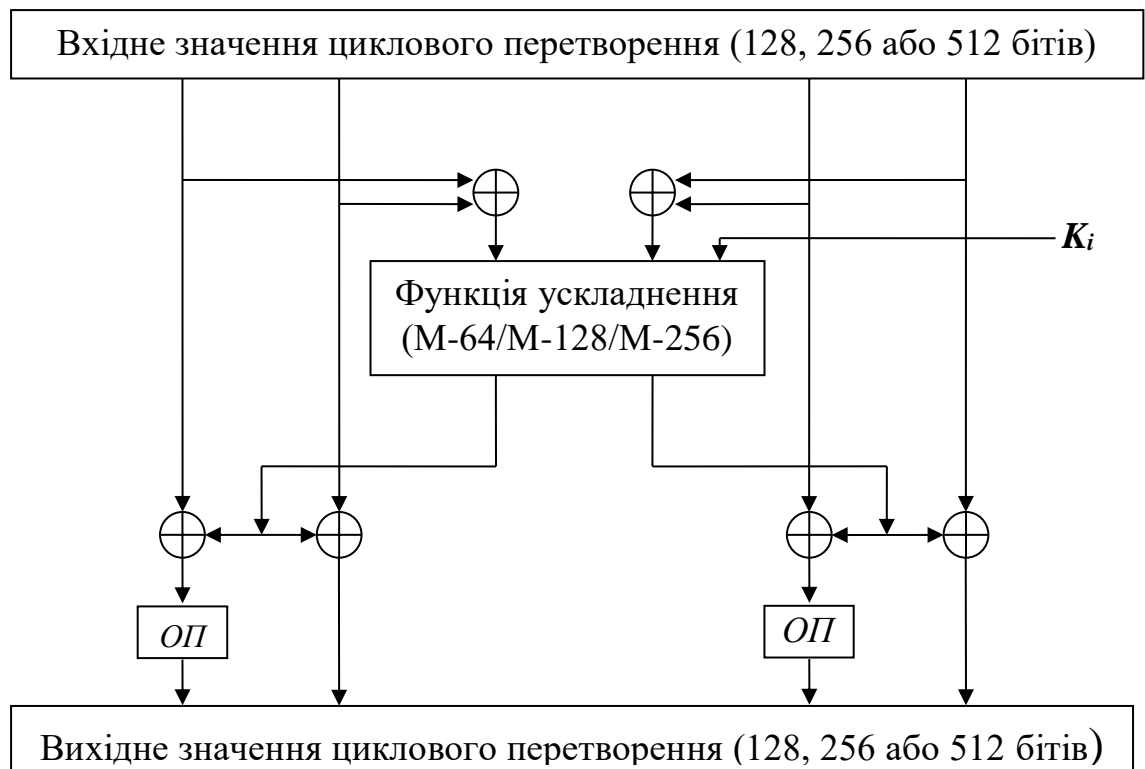 Вхідне значення циклового перетворення (128, 256 або 512 бітів)
Ki
Функція ускладнення
(М-64/М-128/М-256)
ОП
ОП
Вихідне значення циклового перетворення (128, 256 або 512 бітів)